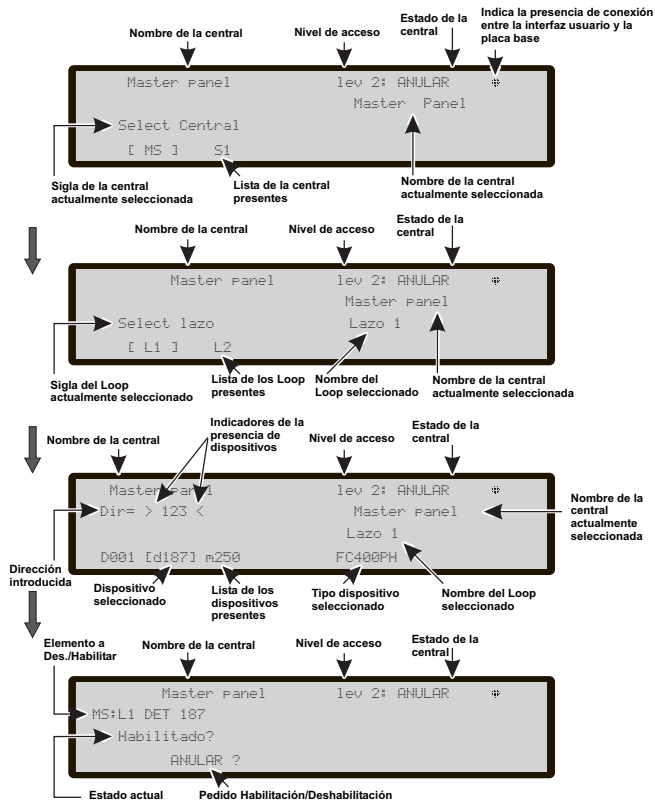 Nombre de la central
Nivel de acceso
Estado de la
central
Indica la presencia de conexión
entre la interfaz usuario y la
placa base
Master panel lev 2: ANULAR
Master Panel
Select Central
[ MS ] S1
Sigla de la central
actualmente seleccionada
Lista de la central
presentes
Nombre de la central
actualmente seleccionada
Nombre de la central
Nivel de acceso
Estado de la
central
Master panel lev 2: ANULAR
Master panel
Select lazo Lazo 1
[ L1 ] L2
Sigla del Loop
actualmente seleccionado
Lista de los Loop
presentes
Nombre del
Loop seleccionado
Nombre de la central
actualmente seleccionada
Nombre de la central
Indicadores de la
presencia de
dispositivos
Nivel de acceso
Estado de la
central
Master panel lev 2: ANULAR
Dir= > 123 < Master panel
Lazo 1
D001 [d187] m250 FC400PH
Nombre de la
central
actualmente
seleccionada
Dirección
introducida
Dispositivo
seleccionado
Lista de los
dispositivos
presentes
Tipo dispositivo
seleccionado
Nombre del Loop
seleccionado
Elemento a
Des./Habilitar
Nombre de la central
Nivel de acceso
Estado de la
central
Master panel lev 2: ANULAR
MS:L1 DET 187
Habilitado?
ANULAR ?
Estado actual
Pedido Habilitación/Deshabilitación